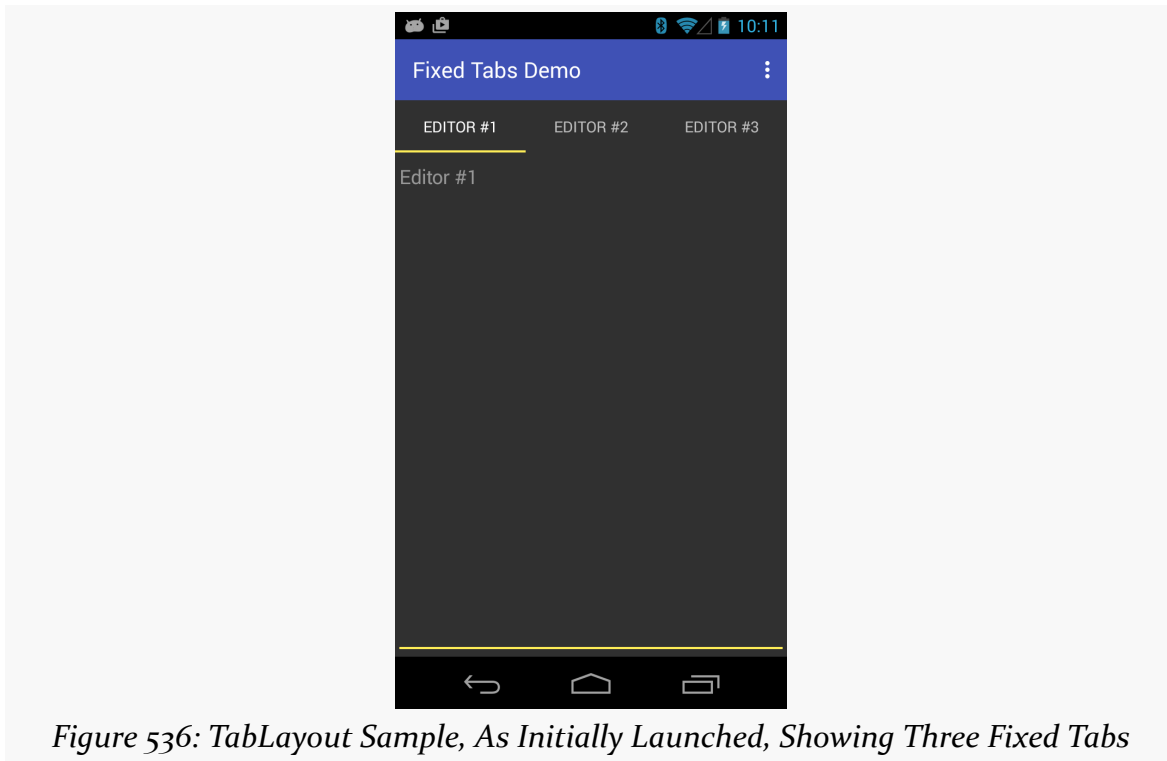 10:11
Fixed Tabs Demo
EDITOR #1 EDITOR #2 EDITOR #3
Editor #1
Figure 536: TabLayout Sample, As Initially Launched, Showing Three Fixed Tabs